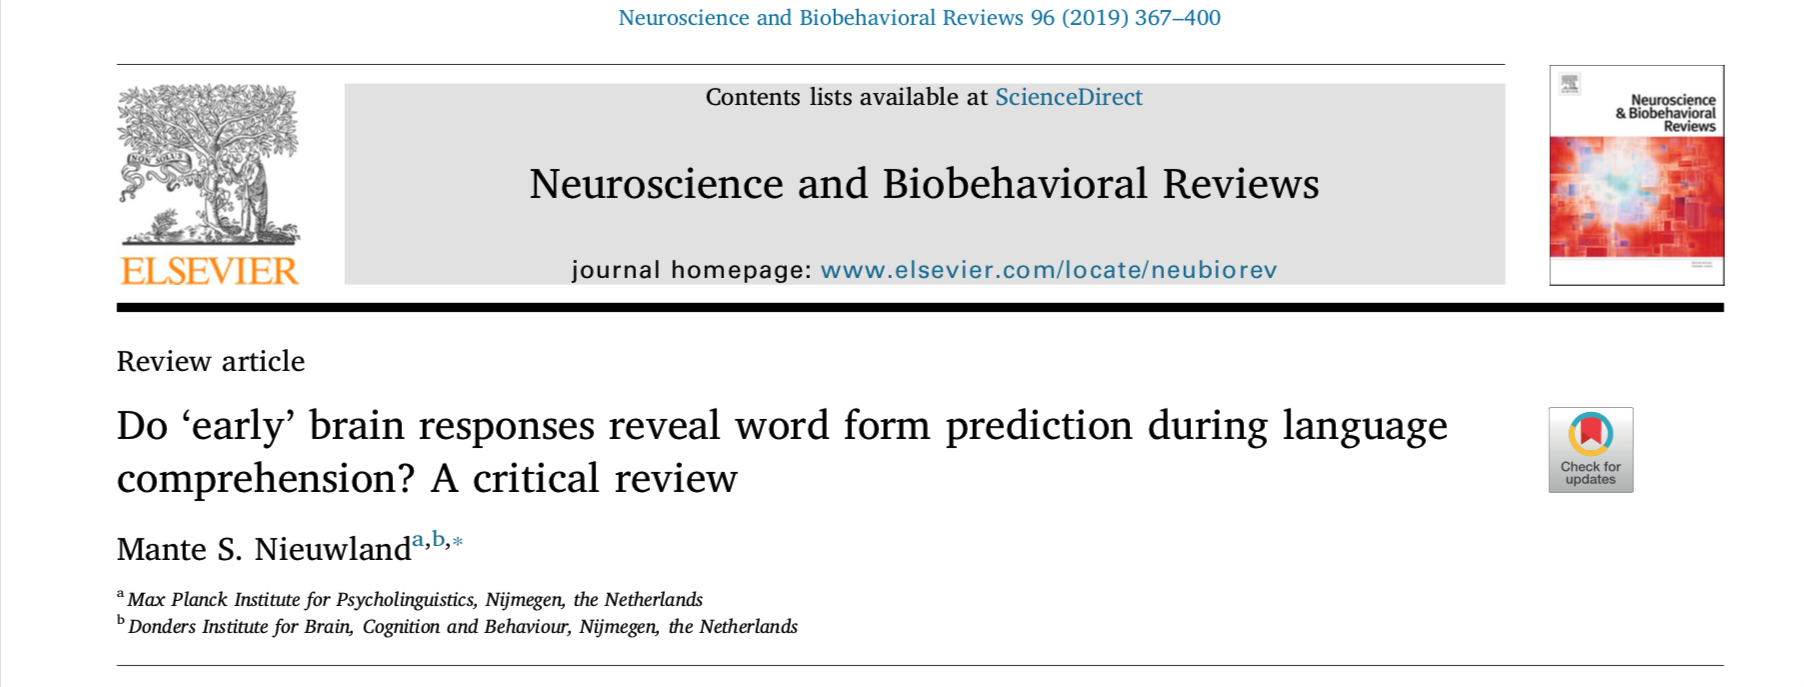 Neuroscience and Biobehavioral Reviews 96 (2019) 367–400
Contents lists available at ScienceDirect
Neuroscience and Biobehavioral Reviews
journal homepage: www.elsevier.com/locate/neubiorev
NON SOLUS
ELSEVIER
Neuroscience
& Biobehavioral
Reviews
Review article
Do ‘early’ brain responses reveal word form prediction during language
comprehension? A critical review
Check for
updates
Mante S. Nieuwland a,b,*
a Max Planck Institute for Psycholinguistics, Nijmegen, the Netherlands
b Donders Institute for Brain, Cognition and Behaviour, Nijmegen, the Netherlands